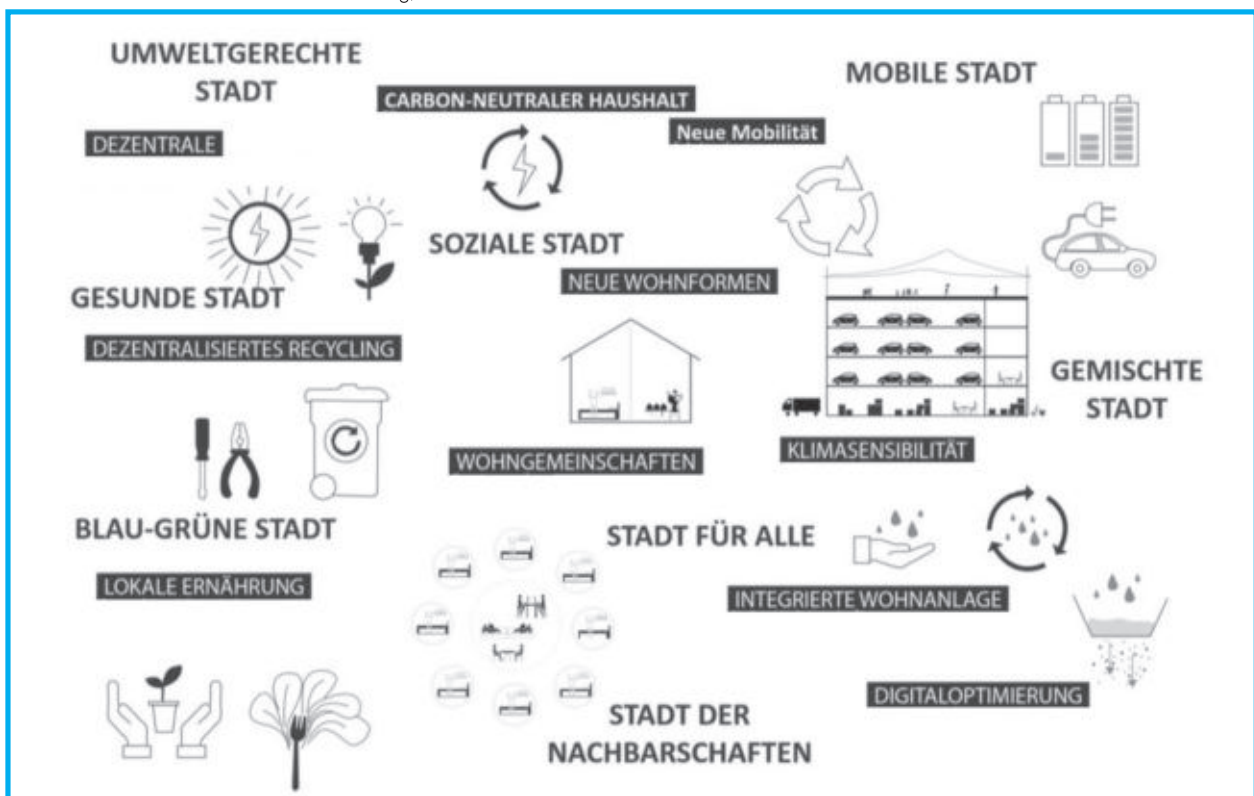 UMWELTGERECHTE
STADT
CARBON-NEUTRALER HAUSHALT
MOBILE STADT
Neue Mobilität
DEZENTRALE
SOZIALE STADT
NEUE WOHNFORMEN
GESUNDE STADT
DEZENTRALISIERTES RECYCLING
GEMISCHTE
STADT
WOHNGEMEINSCHAFTEN
KLIMASENSIBILITÄT
BLAU-GRÜNE STADT
STADT FÜR ALLE
LOKALE ERNÄHRUNG
INTEGRIERTE WOHNANLAGE
DIGITALOPTIMIERUNG
STADT DER
NACHBARSCHAFTEN